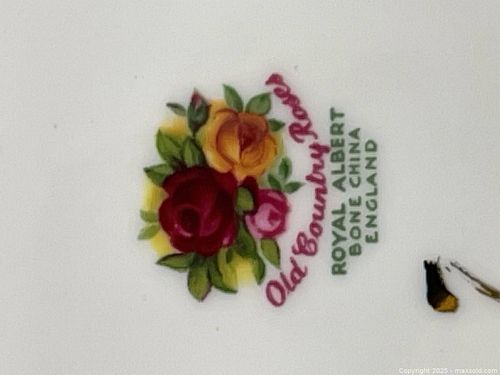 Old Country Roses
ROYAL ALBERT
BONE CHINA
ENGLAND
Copyright 2025 - maxsold.com